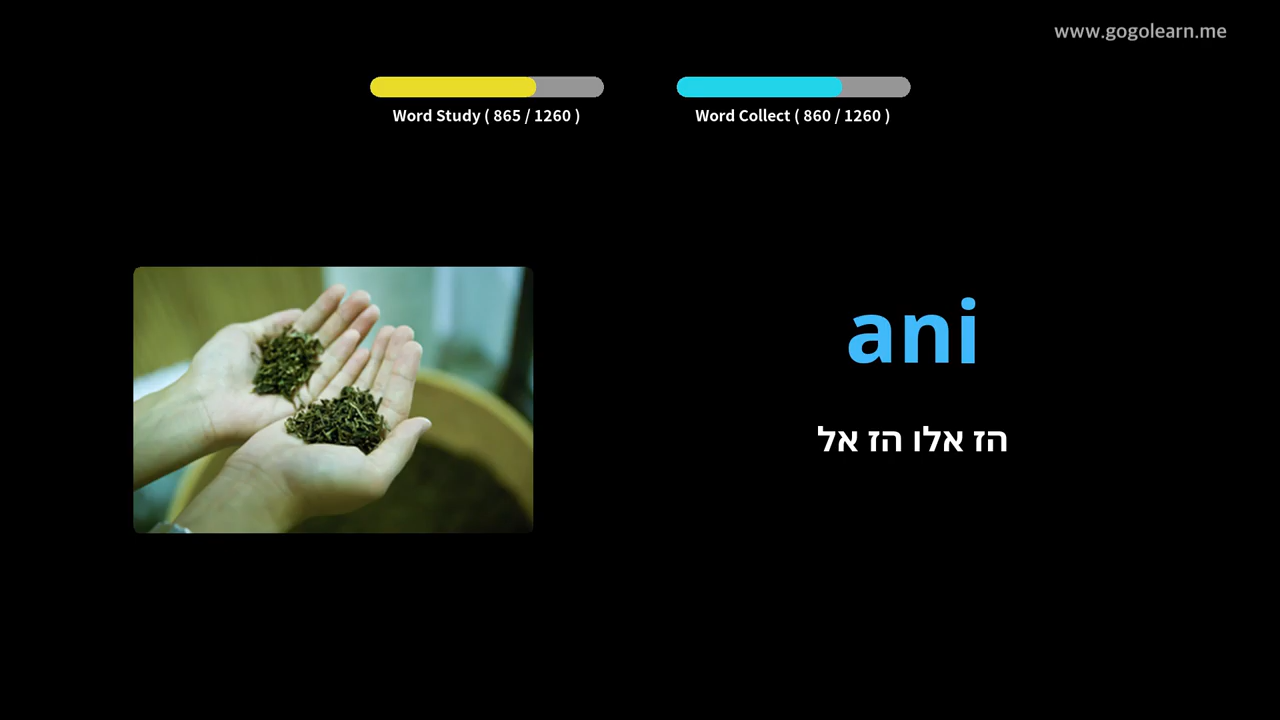 www.gogolearn.me
Word Study ( 865 / 1260 )
Word Collect ( 860 / 1260 )
ani
הז אלו הז אל